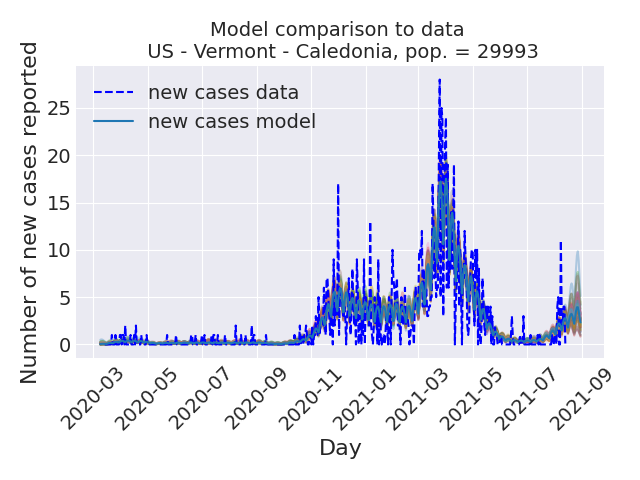 Model comparison to data
US - Vermont - Caledonia, pop. = 29993
new cases data
new cases model
Number of new cases reported
25
20
15
10
5
0
2020-03
2020-05
2020-07
2020-09
2020-11
2021-01
2021-03
2021-05
2021-07
2021-09
Day